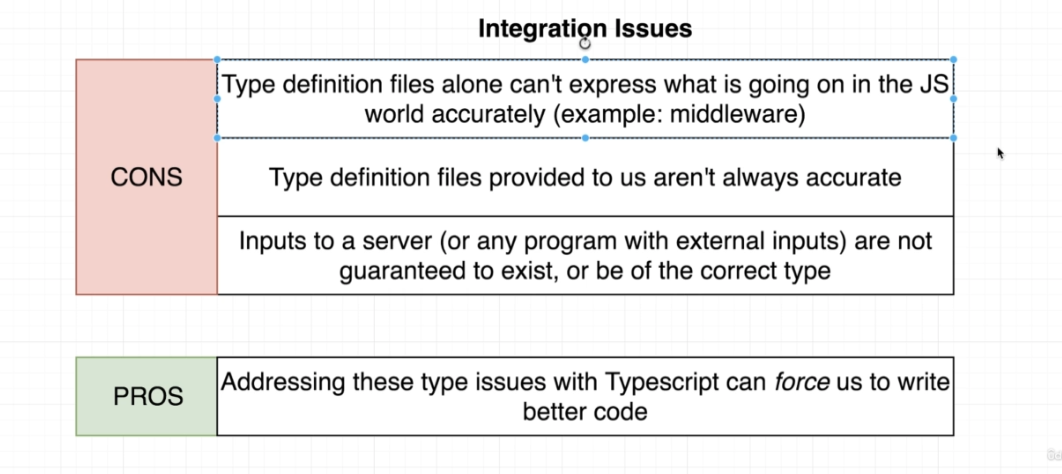 Integration Issues
CONS
Type definition files alone can't express what is going on in the JS
world accurately (example: middleware)
Type definition files provided to us aren't always accurate
Inputs to a server (or any program with external inputs) are not
guaranteed to exist, or be of the correct type
PROS
Addressing these type issues with Typescript can force us to write
better code